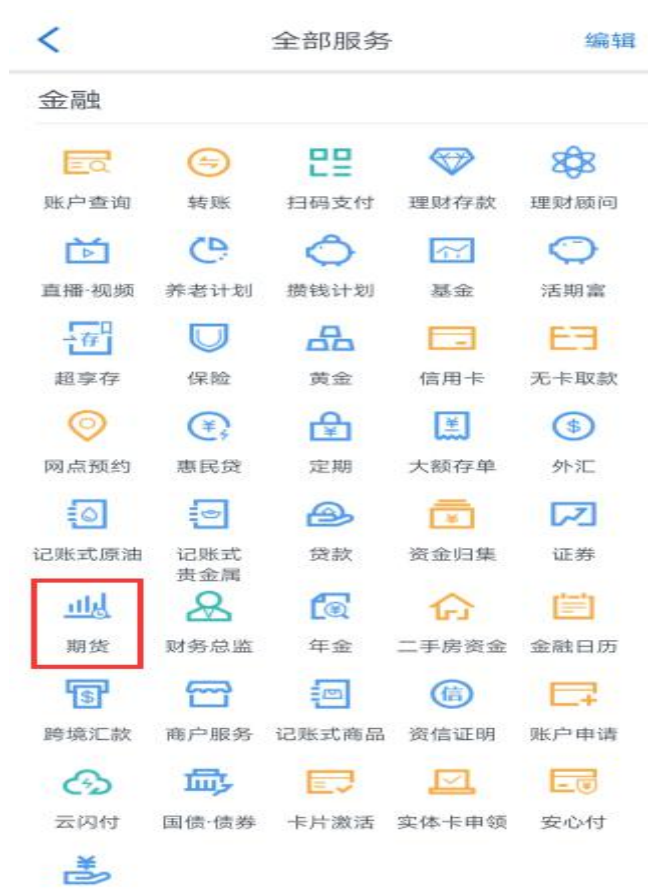 全部服务
编辑
金融
账户查询 转账 扫码支付 理财存款 理财顾问
直播·视频 养老计划 攒钱计划 基金 活期富
存
超享存 保险 黄金 信用卡 无卡取款
网点预约 惠民贷 定期 大额存单 外汇
记账式原油 记账式 贷款 资金归集 证券
贵金属
期货 财务总监 年金 二手房资金 金融日历
信
跨境汇款 商户服务 记账式商品 资信证明 账户申请
云闪付 国债·债券 卡片激活 实体卡申领 安心付